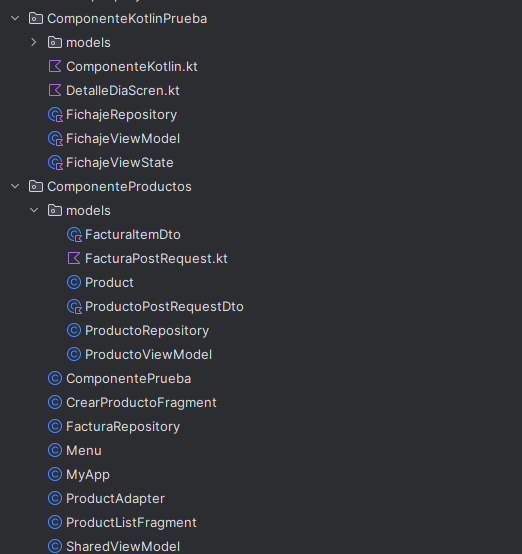 ComponenteKotlinPrueba
models
ComponenteKotlin.kt
DetalleDiaScren.kt
FichajeRepository
FichajeViewModel
FichajeViewState
ComponenteProductos
models
FacturaItemDto
FacturaPostRequest.kt
Product
ProductoPostRequestDto
ProductoRepository
ProductoViewModel
ComponentePrueba
CrearProductoFragment
FacturaRepository
Menu
MyApp
ProductAdapter
ProductListFragment
SharedViewModel